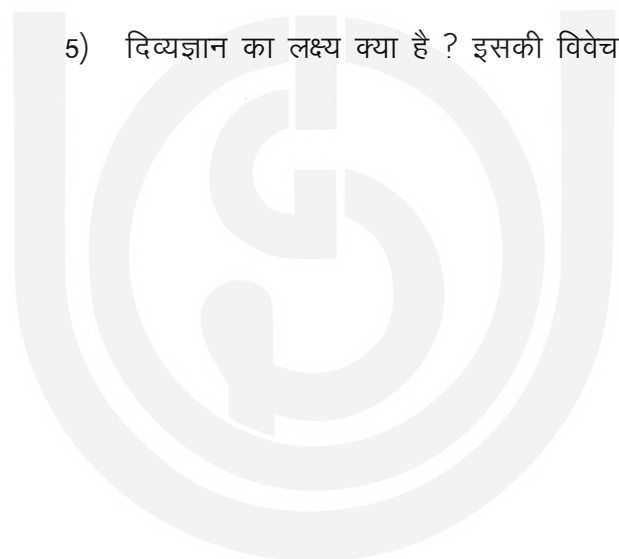 5) दिव्यज्ञान का लक्ष्य क्या है ? इसकी विवेच